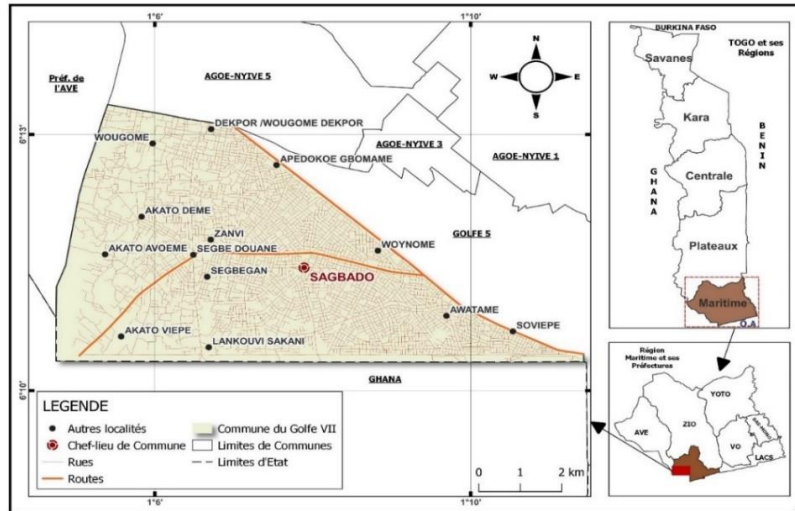 1°6'
1°10'
Préf. de
l'AVE
AGOE-NYIVE 5
N
W
E
S
6°13'
6°13'
DEKPOR /WOUGOME DEKPOR
WOUGOME
AGOE-NYIVE 3
AGOE-NYIVE 1
APEDOKOE GBOMAME
AKATO DEME
ZANVI
GOLFE 5
WOYNOME
AKATO AVOEME
SEGBE DOUANE
SEGBEGAN
SAGBADO
AWATAME
SOVIEPE
AKATO VIEPE
LANKOUVI SAKANI
GHANA
6°10'
6°10'
LEGENDE
Autres localités
Commune du Golfe VII
Chef-lieu de Commune
Limites de Communes
Rues
Limites d'Etat
Routes
0 1 2 km
1°6'
1°10'
BURKINA FASO
TOGO et ses
Régions
Savanes
Kara
BENIN
GHANA
Centrale
Plateaux
Maritime
O.A
Région
Maritime et ses
Préfectures
YOTO
AVE
ZIO
VO
LACS